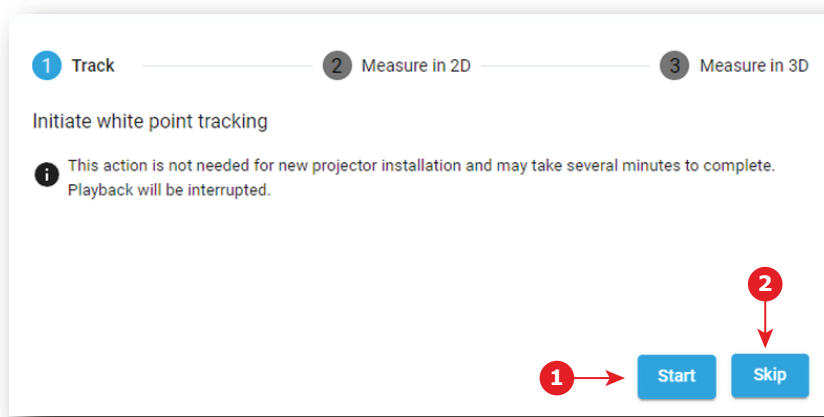 1 Track 2 Measure in 2D 3 Measure in 3D
Initiate white point tracking
i This action is not needed for new projector installation and may take several minutes to complete.
Playback will be interrupted.
2
1 Start Skip